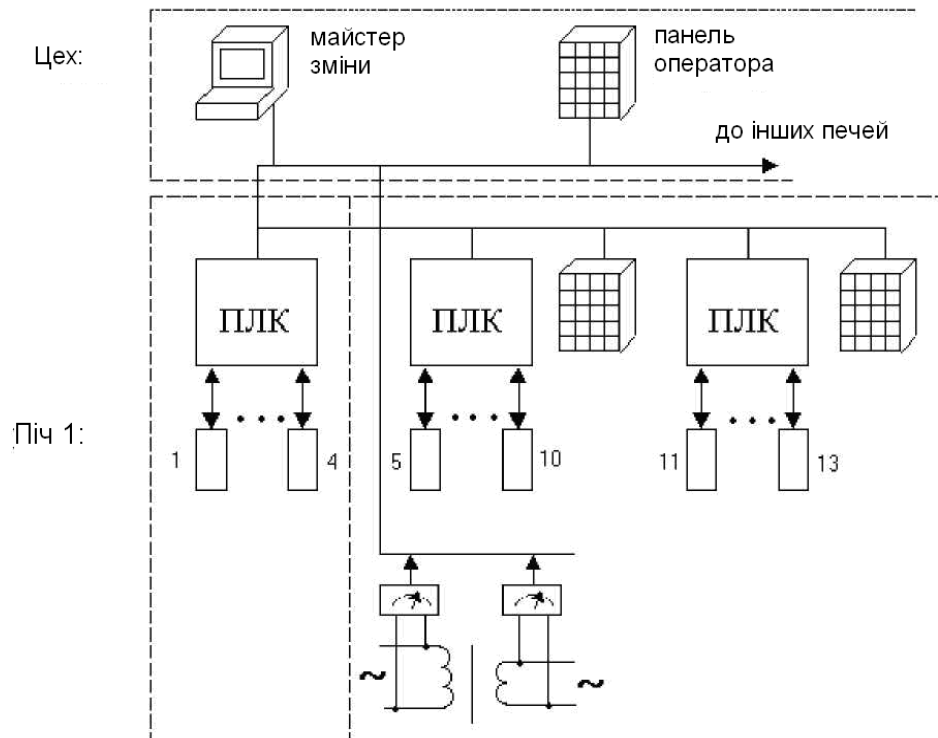 Цех:
майстер
зміни
панель
оператора
до інших печей
ПЛК
ПЛК
ПЛК
Піч 1:
1
4
5
10
11
13